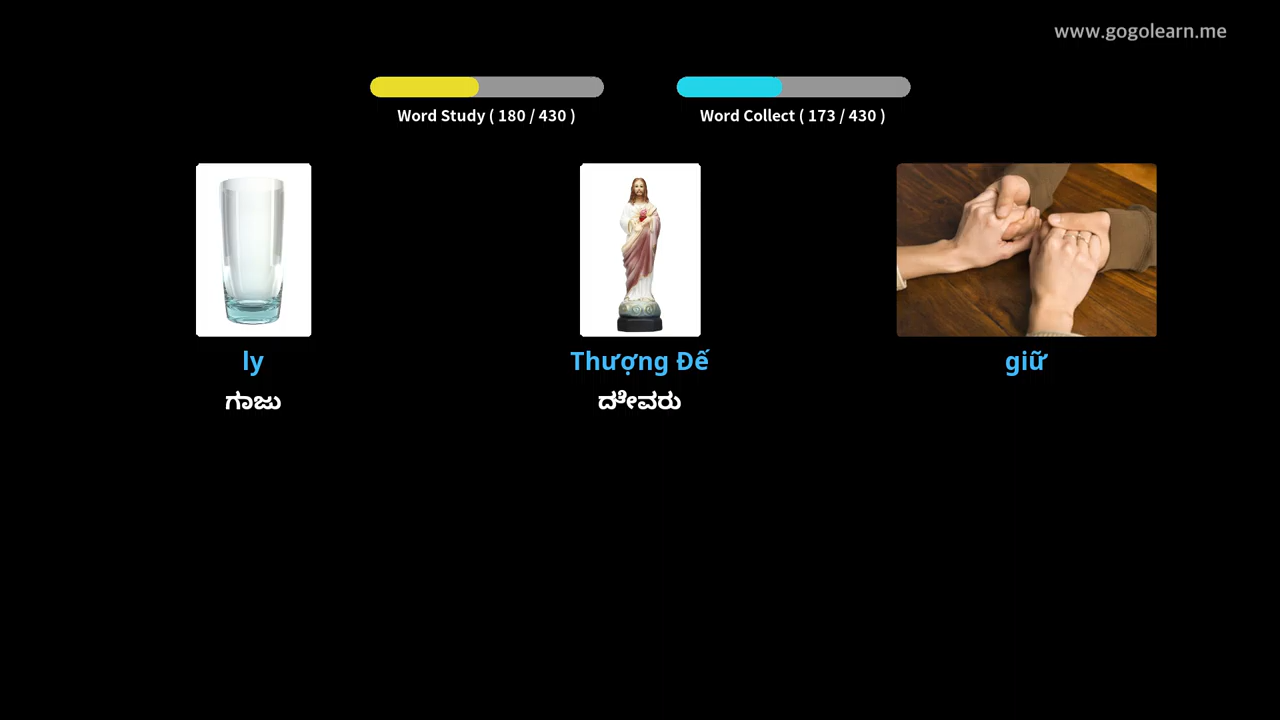 www.gogolearn.me
Word Study ( 180 / 430 )
Word Collect ( 173 / 430 )
ly
Thượng Đế
giữ
ಗಾಜು
ದೇವರು